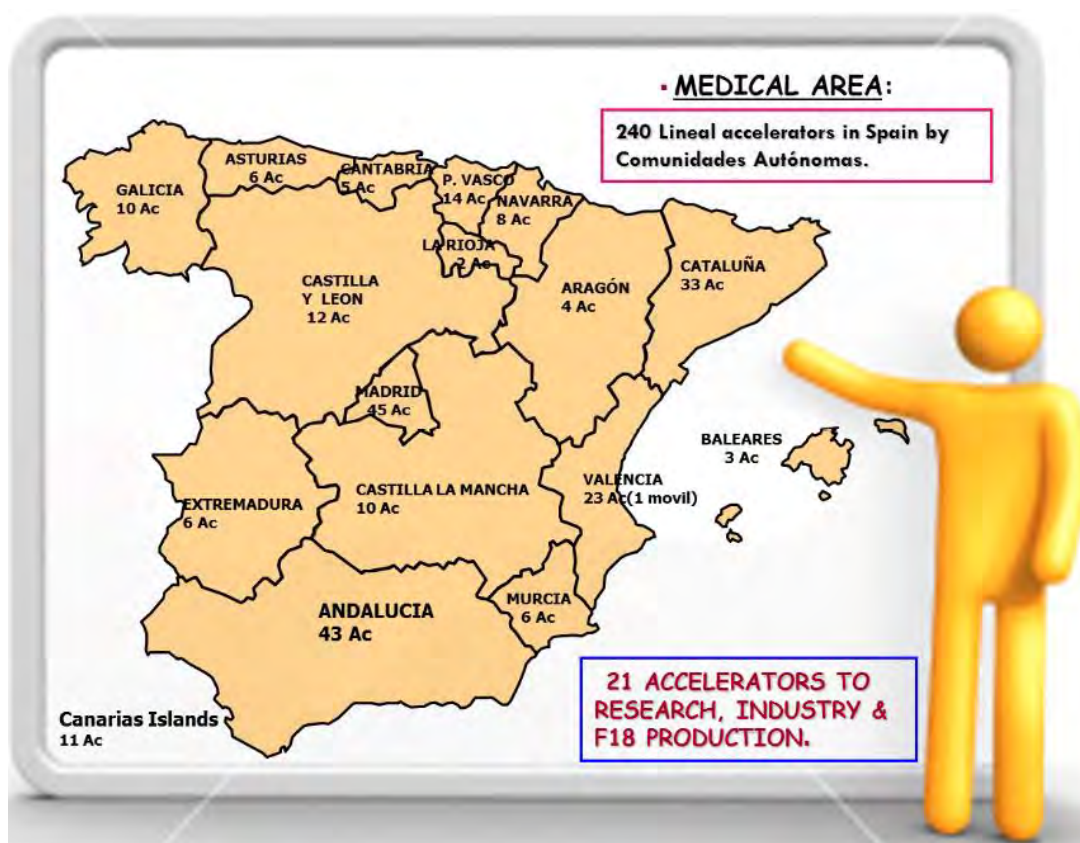 ▪ MEDICAL AREA:
240 Lineal accelerators in Spain by
Comunidades Autónomas.
GALICIA
10 Ac
ASTURIAS
6 Ac
CANTABRIA
5 Ac
P. VASCO
14 Ac
NAVARRA
8 Ac
LA RIOJA
2 Ac
CASTILLA
Y LEON
12 Ac
ARAGÓN
4 Ac
CATALUÑA
33 Ac
MADRID
45 Ac
BALEARES
3 Ac
EXTREMADURA
6 Ac
CASTILLA LA MANCHA
10 Ac
VALENCIA
23 Ac(1 movil)
ANDALUCIA
43 Ac
MURCIA
6 Ac
Canarias Islands
11 Ac
21 ACCELERATORS TO
RESEARCH, INDUSTRY &
F18 PRODUCTION.